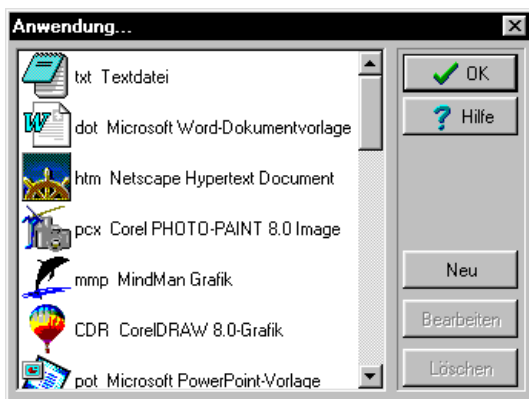 Anwendung...
txt Textdatei
dot Microsoft Word-Dokumentvorlage
htm Netscape Hypertext Document
pcx Corel PHOTO-PAINT 8.0 Image
mmp MindMan Grafik
CDR CorelDRAW 8.0-Grafik
pot Microsoft PowerPoint-Vorlage
OK
Hilfe
Neu
Bearbeiten
Löschen